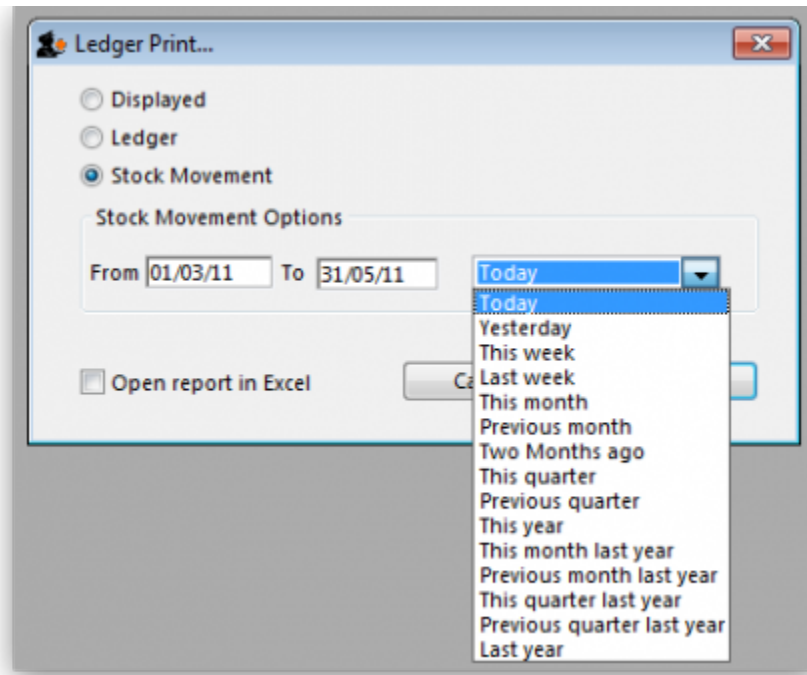 Ledger Print...
Displayed
Ledger
Stock Movement
Stock Movement Options
From 01/03/11 To 31/05/11 Today
Today
Yesterday
This week
Open report in Excel
Last week
This month
Previous month
Two Months ago
This quarter
Previous quarter
This year
This month last year
Previous month last year
This quarter last year
Previous quarter last year
Last year